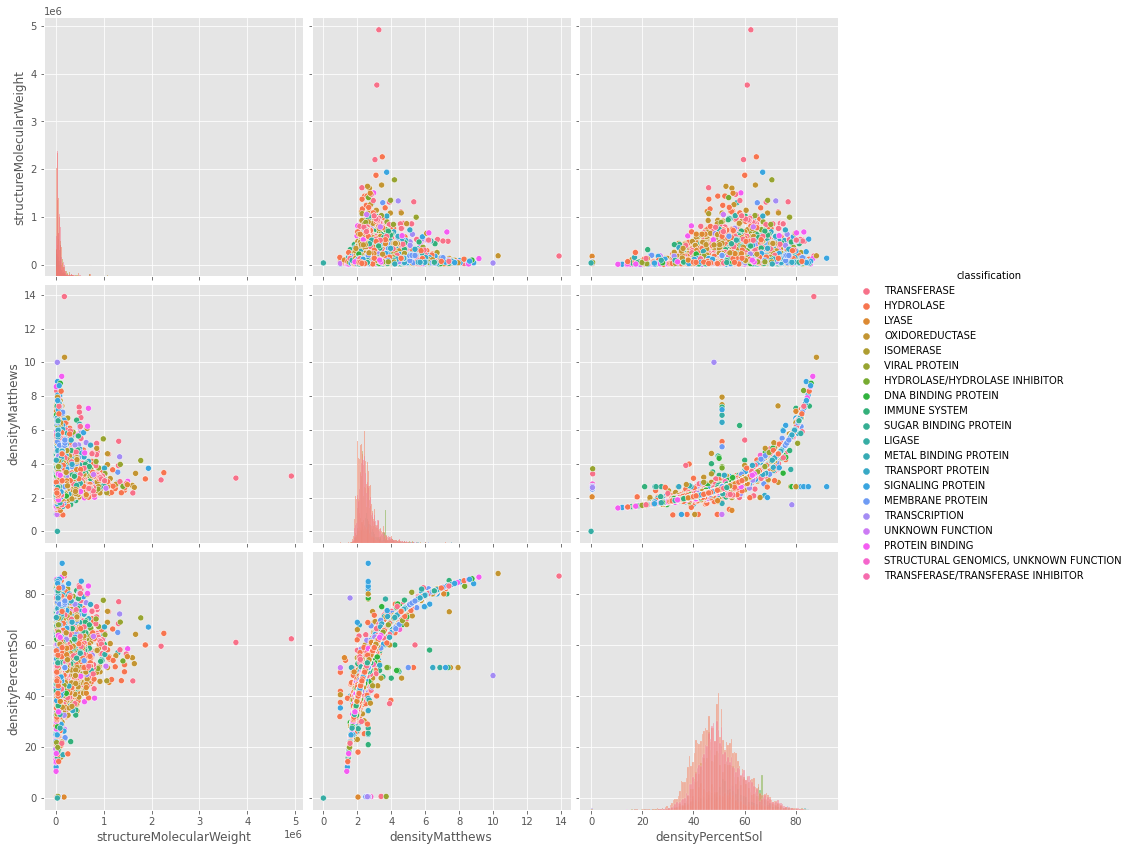 1e6
5
4
3
2
1
0
structureMolecularWeight
14
12
10
8
6
4
2
0
densityMatthews
80
60
40
20
0
densityPercentSol
0 1 2 3 4 5
1e6
structureMolecularWeight
0 2 4 6 8 10 12 14
densityMatthews
0 20 40 60 80
densityPercentSol
classification
TRANSFERASE
HYDROLASE
LYASE
OXIDOREDUCTASE
ISOMERASE
VIRAL PROTEIN
HYDROLASE/HYDROLASE INHIBITOR
DNA BINDING PROTEIN
IMMUNE SYSTEM
SUGAR BINDING PROTEIN
LIGASE
METAL BINDING PROTEIN
TRANSPORT PROTEIN
SIGNALING PROTEIN
MEMBRANE PROTEIN
TRANSCRIPTION
UNKNOWN FUNCTION
PROTEIN BINDING
STRUCTURAL GENOMICS, UNKNOWN FUNCTION
TRANSFERASE/TRANSFERASE INHIBITOR